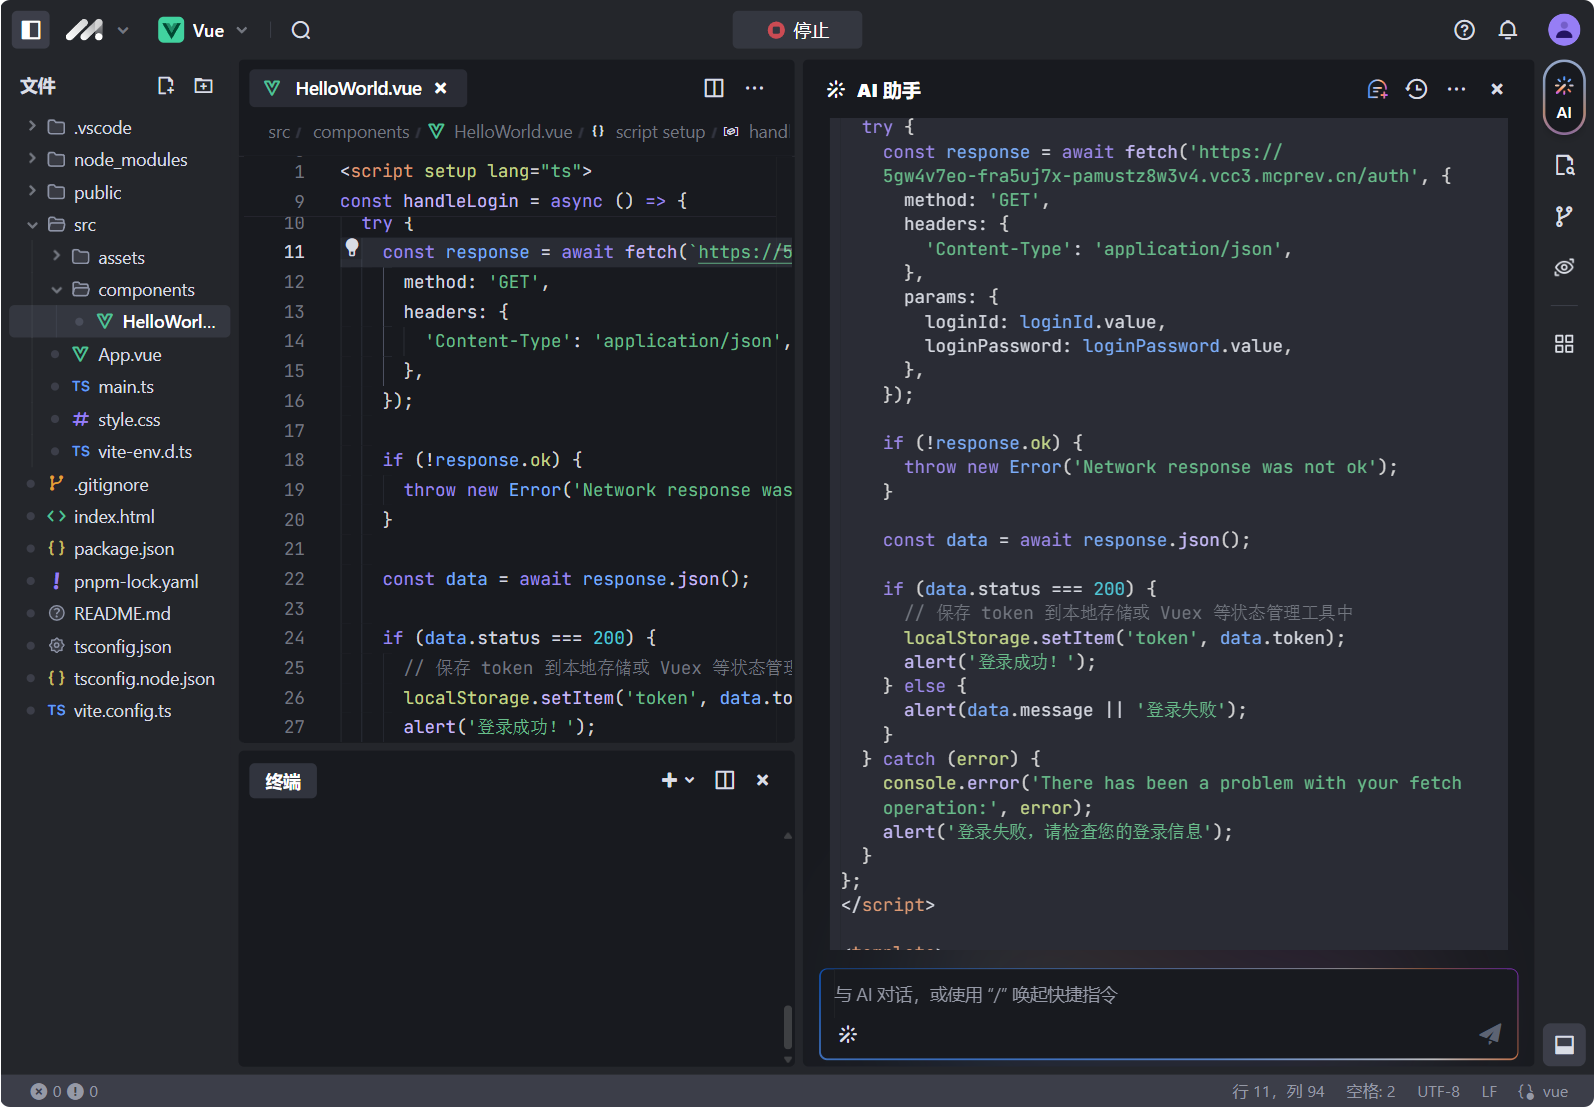 Vue
停止
文件
.vscode
node_modules
public
src
assets
components
HelloWorl...
App.vue
TS main.ts
# style.css
TS vite-env.d.ts
.gitignore
<> index.html
{} package.json
! pnpm-lock.yaml
README.md
tsconfig.json
{} tsconfig.node.json
TS vite.config.ts
HelloWorld.vue
src / components / HelloWorld.vue / {} script setup / handl
1 <script setup lang="ts">
9 const handleLogin = async () => {
10 try {
11 const response = await fetch(`https://5
12 method: 'GET',
13 headers: {
14 'Content-Type': 'application/json',
15 },
16 });
17
18 if (!response.ok) {
19 throw new Error('Network response was
20 }
21
22 const data = await response.json();
23
24 if (data.status === 200) {
25 // 保存 token 到本地存储或 Vuex 等状态管理
26 localStorage.setItem('token', data.to
27 alert('登录成功！');
终端
AI 助手
try {
const response = await fetch('https://
5gw4v7eo-fra5uj7x-pamustz8w3v4.vcc3.mcprev.cn/auth', {
method: 'GET',
headers: {
'Content-Type': 'application/json',
},
params: {
loginId: loginId.value,
loginPassword: loginPassword.value,
},
});
if (!response.ok) {
throw new Error('Network response was not ok');
}
const data = await response.json();
if (data.status === 200) {
// 保存 token 到本地存储或 Vuex 等状态管理工具中
localStorage.setItem('token', data.token);
alert('登录成功！');
} else {
alert(data.message || '登录失败');
}
} catch (error) {
console.error('There has been a problem with your fetch
operation:', error);
alert('登录失败，请检查您的登录信息');
}
};
</script>
<template>
与 AI 对话，或使用 “/” 唤起快捷指令
AI
0 0
行 11，列 94
空格: 2
UTF-8
LF
vue